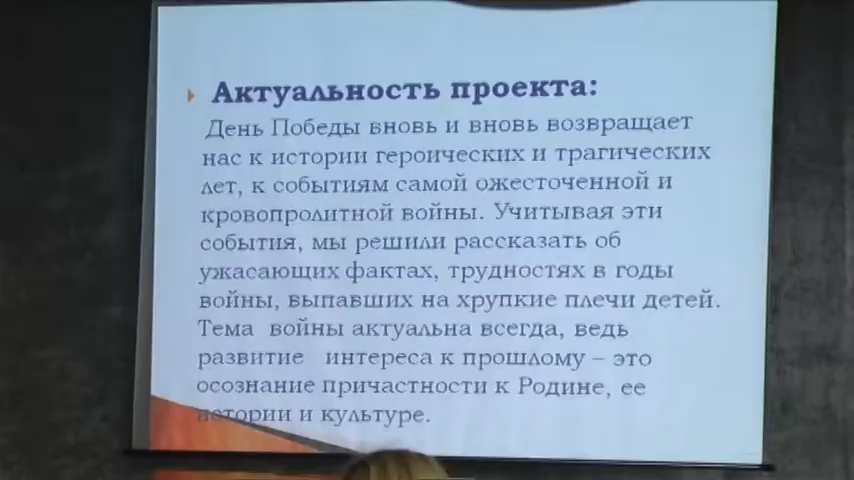 Актуальность проекта:
День Победы вновь и вновь возвращает
нас к истории героических и трагических
лет, к событиям самой ожесточенной и
кровопролитной войны. Учитывая эти
события, мы решили рассказать об
ужасающих фактах, трудностях в годы
войны, выпавших на хрупкие плечи детей.
Тема войны актуальна всегда, ведь
развитие интереса к прошлому – это
осознание причастности к Родине, ее
истории и культуре.